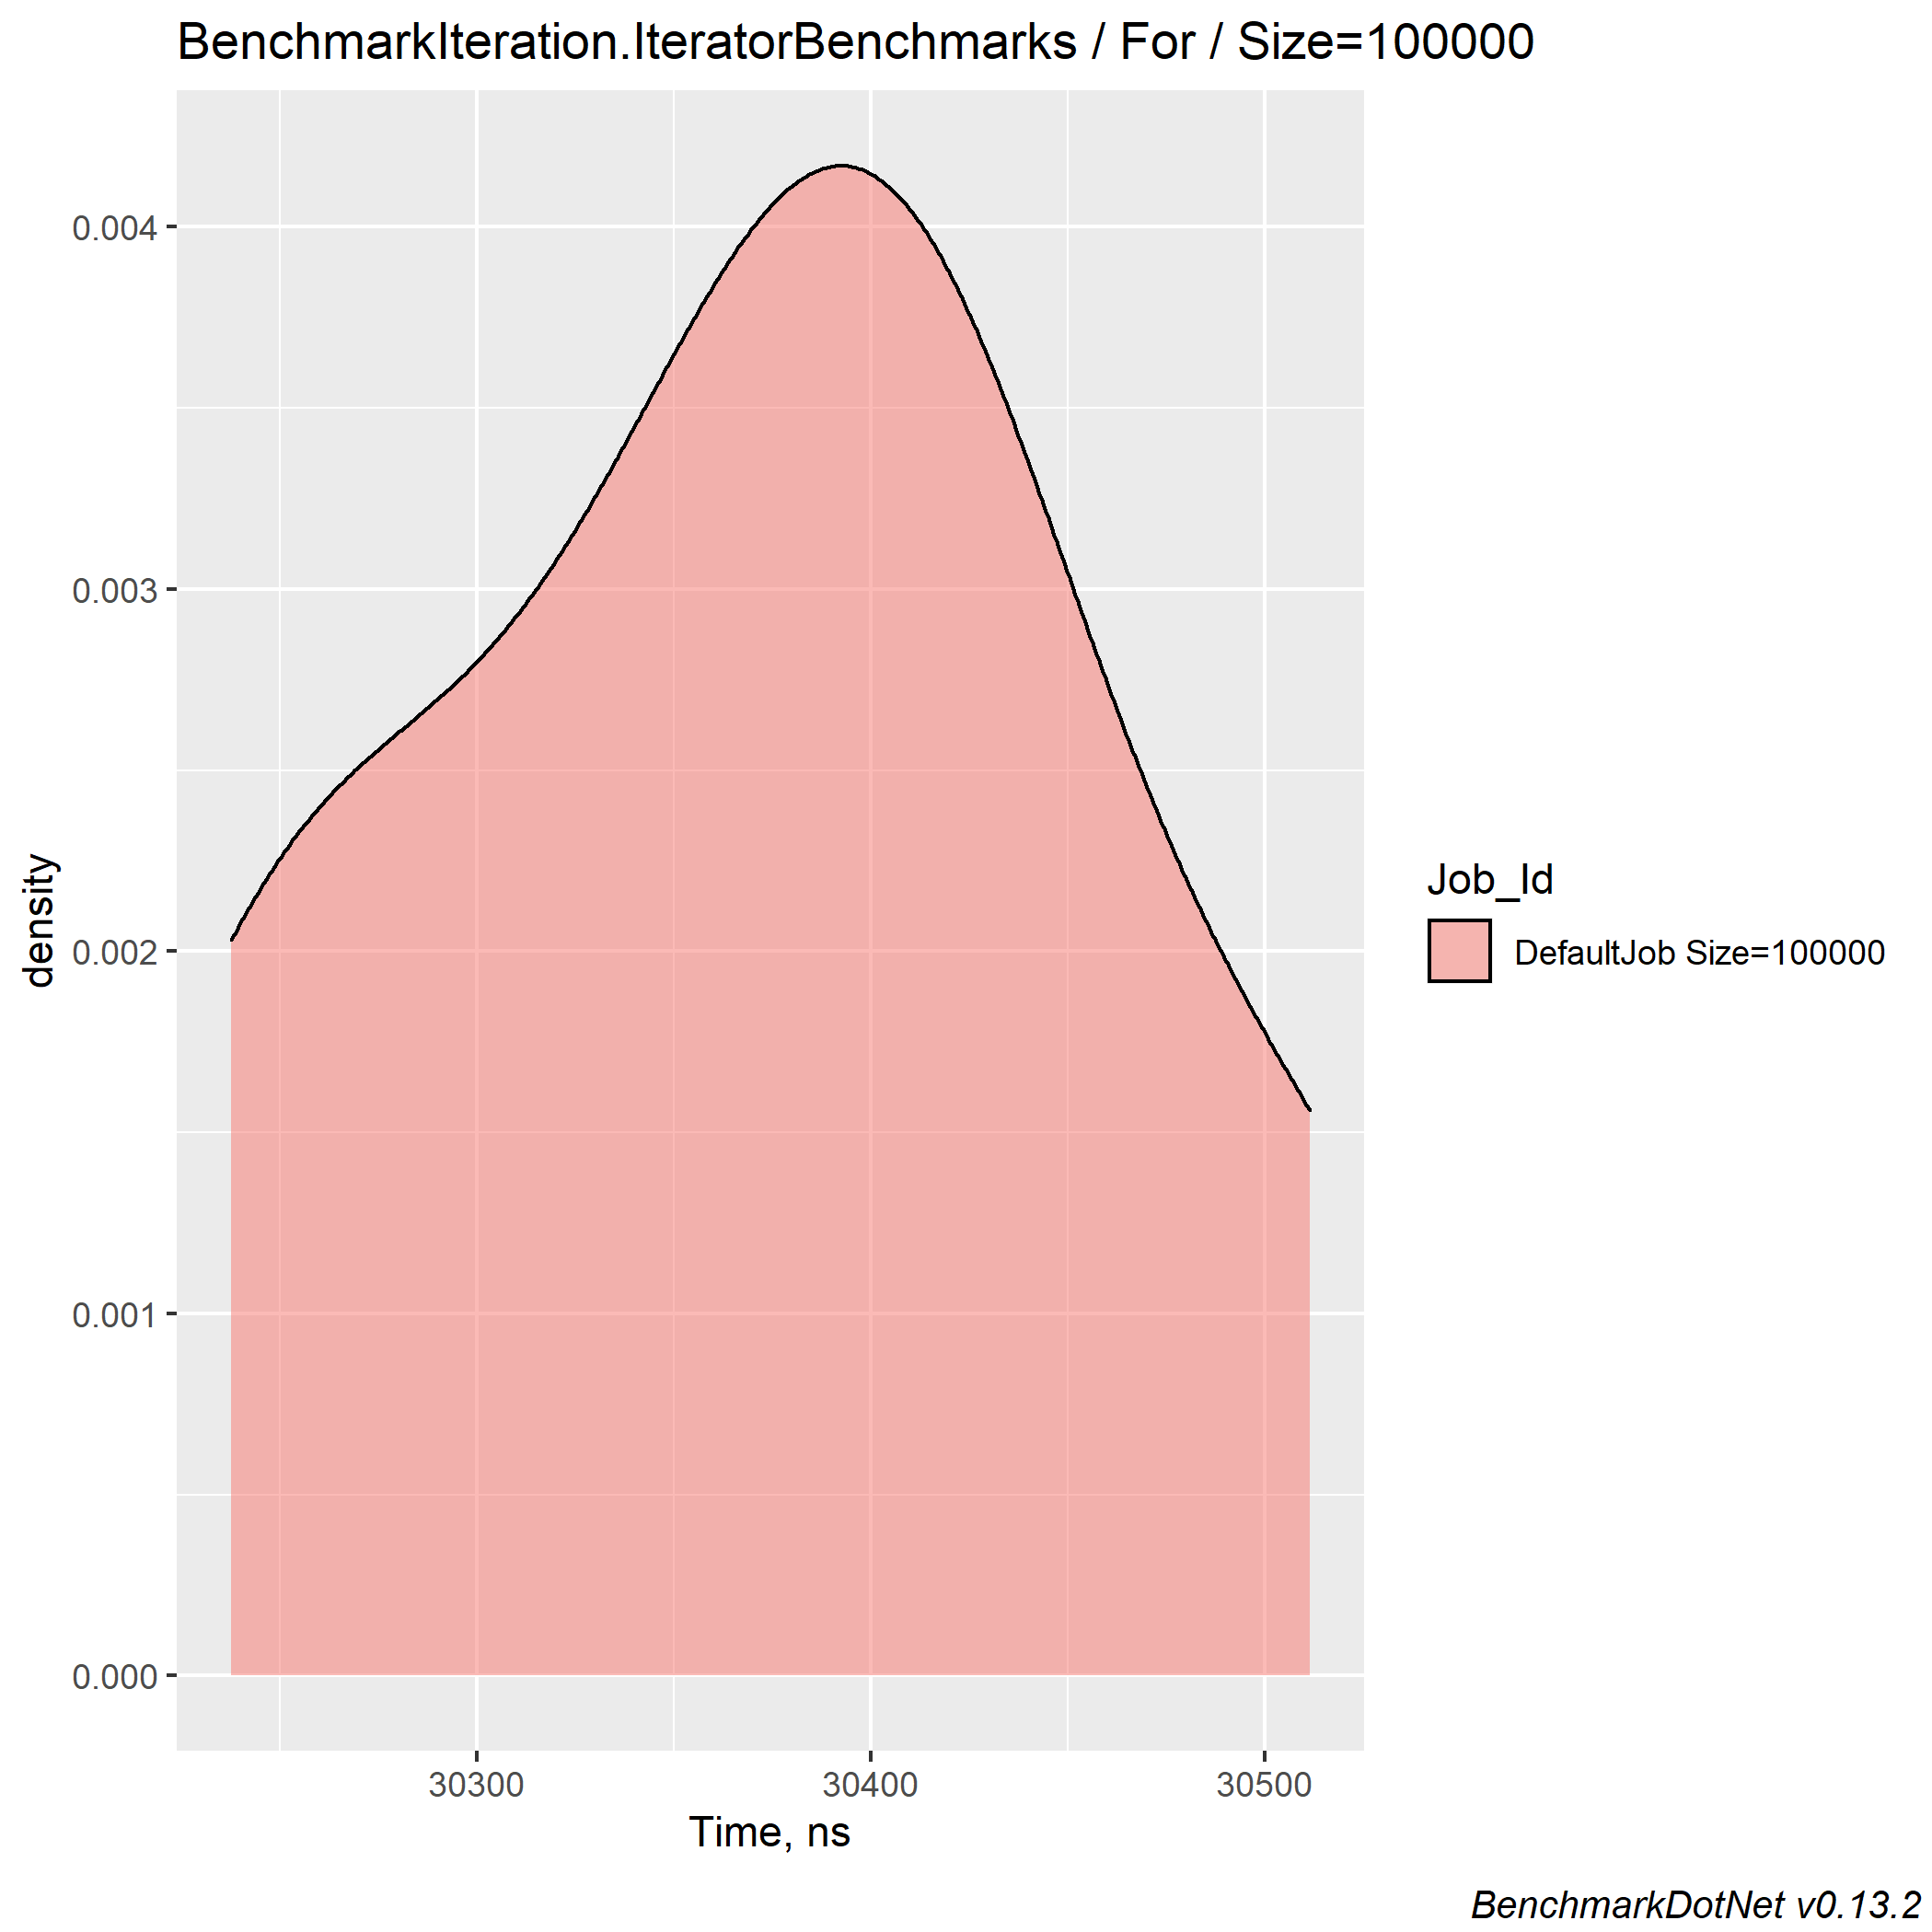 BenchmarkIteration.IteratorBenchmarks / For / Size=100000
0.004
0.003
0.002
0.001
0.000
density
30300 30400 30500
Time, ns
Job_Id
DefaultJob Size=100000
BenchmarkDotNet v0.13.2